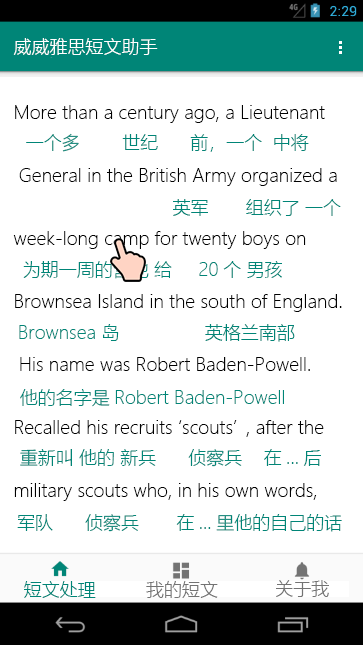 4G 2:29
威威雅思短文助手
More than a century ago, a Lieutenant
一个多 世纪 前，一个 中将
General in the British Army organized a
英军 组织了 一个
week-long camp for twenty boys on
为期一周的 给 20 个 男孩
Brownsea Island in the south of England.
Brownsea 岛 英格兰南部
His name was Robert Baden-Powell.
他的名字是 Robert Baden-Powell
Recalled his recruits ‘scouts’ , after the
重新叫 他的 新兵 侦察兵 在 ... 后
military scouts who, in his own words,
军队 侦察兵 在 ... 里他的自己的话
短文处理 我的短文 关于我